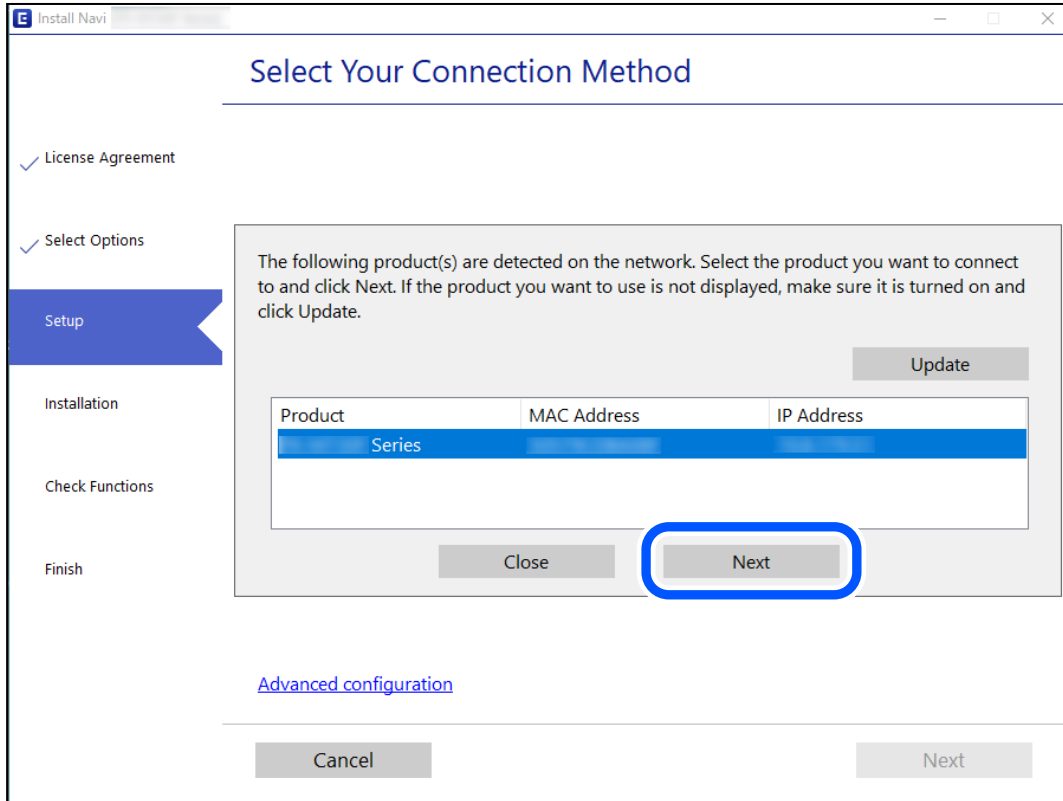 E Install Navi
Select Your Connection Method
License Agreement
Select Options
Setup
Installation
Check Functions
Finish
The following product(s) are detected on the network. Select the product you want to connect
to and click Next. If the product you want to use is not displayed, make sure it is turned on and
click Update.
Update
Product MAC Address IP Address
Series
Close Next
Advanced configuration
Cancel Next